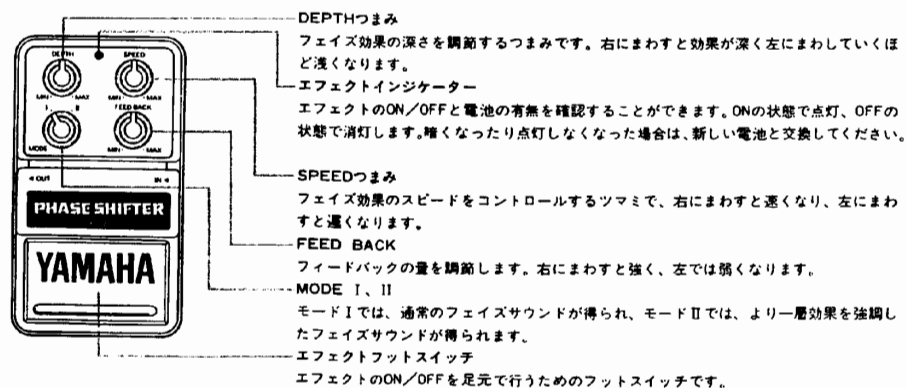 DEPTHつまみ
フェイズ効果の深さを調節するつまみです。右にまわすと効果が深く左にまわしていくほ
ど浅くなります。
エフェクトインジケーター
エフェクトのON/OFFと電池の有無を確認することができます。ONの状態で点灯、OFFの
状態で消灯します。暗くなったり点灯しなくなった場合は、新しい電池と交換してください。
SPEEDつまみ
フェイズ効果のスピードをコントロールするツマミで、右にまわすと速くなり、左にまわ
すと遅くなります。
FEED BACK
フィードバックの量を調節します。右にまわすと強く、左では弱くなります。
MODE I、II
モードIでは、通常のフェイズサウンドが得られ、モードIIでは、より一層効果を強調し
たフェイズサウンドが得られます。
エフェクトフットスイッチ
エフェクトのON/OFFを足元で行うためのフットスイッチです。
DEPTH SPEED
MIN MAX MIN MAX
I II FEED BACK
MODE MIN MAX
◄ OUT IN ◄
PHASE SHIFTER
YAMAHA